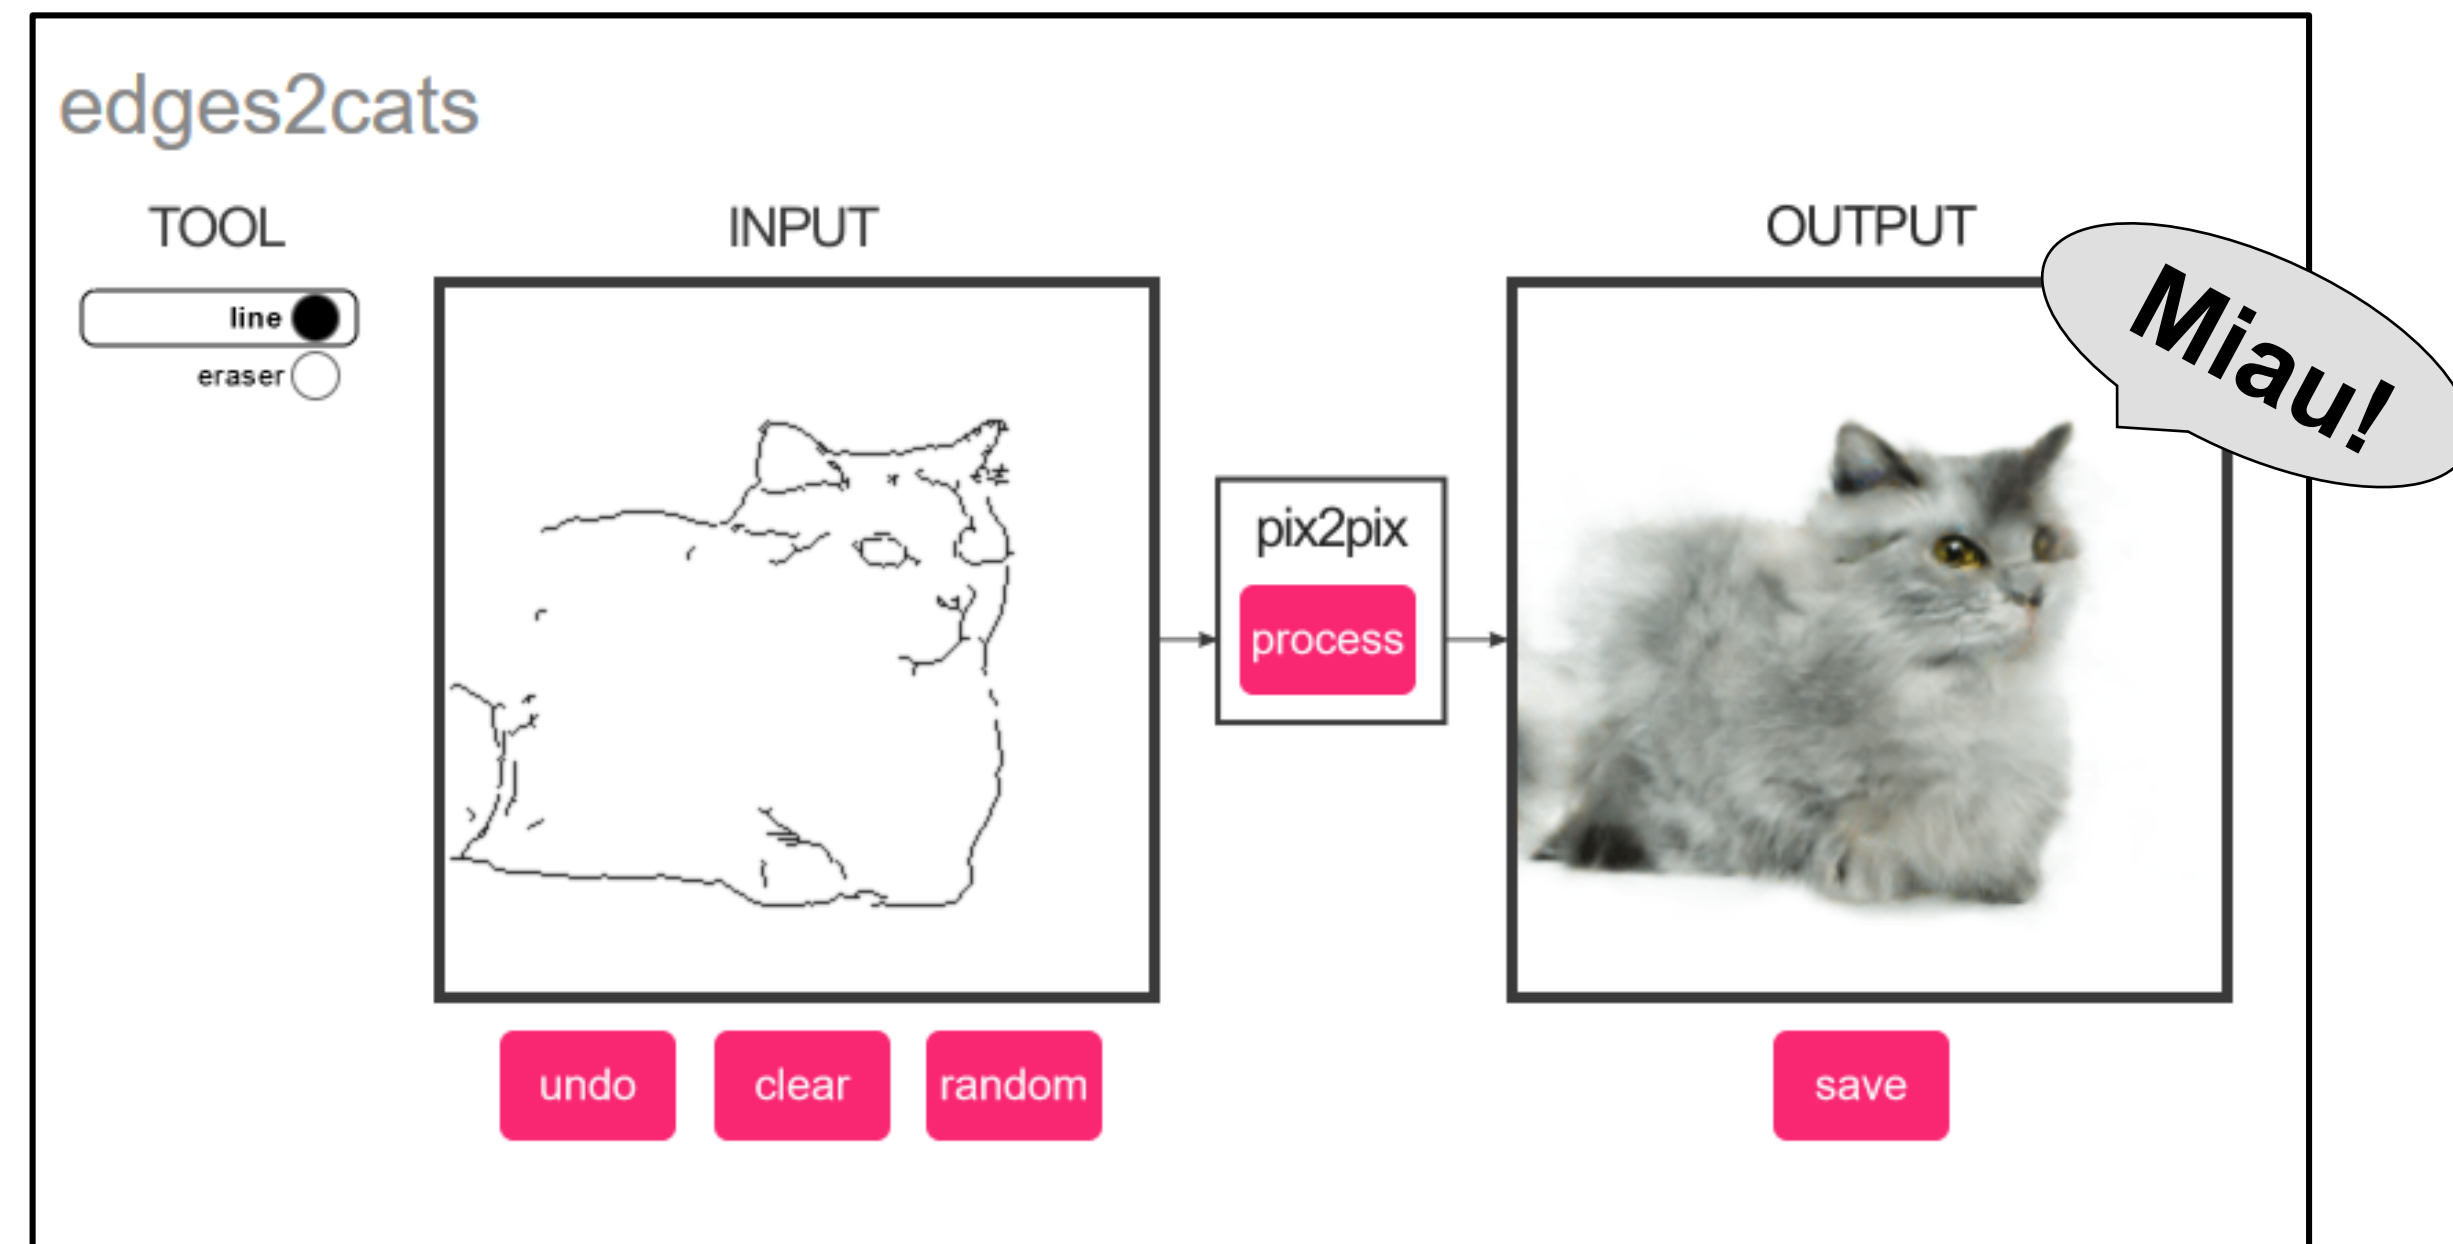 edges2cats
TOOL
line
eraser
INPUT
pix2pix
process
OUTPUT
Miau!
undo
clear
random
save